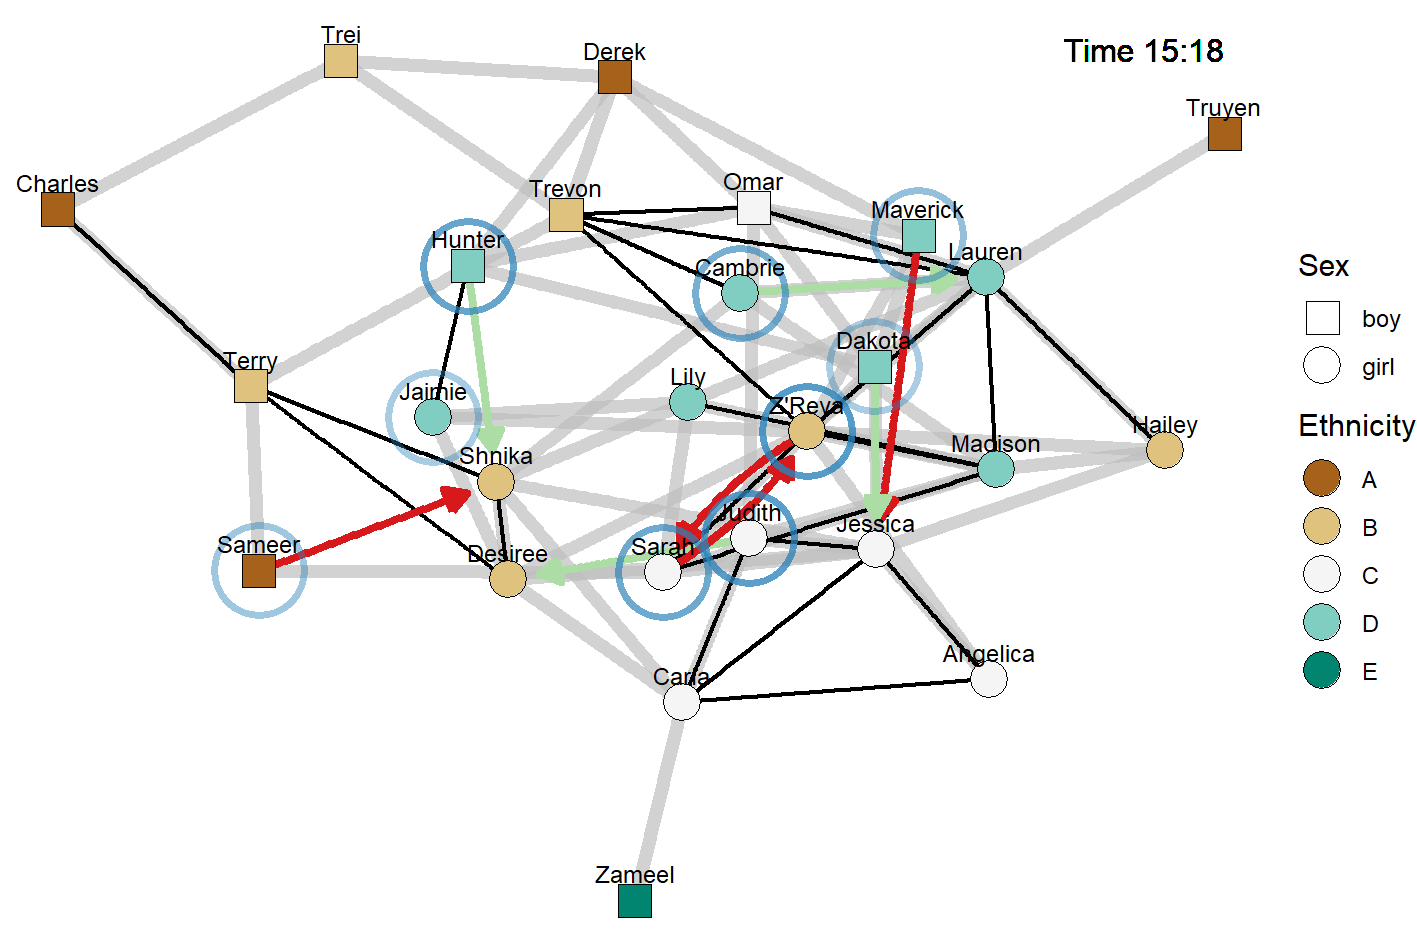 Trei
Derek
Time 15:18
Truyen
Charles
Trevon
Omar
Maverick
Hunter
Lauren
Cambrie
Sex
boy
girl
Terry
Dakota
Jaimie
Lily
Z'Reya
Hailey
Madison
Ethnicity
Shnika
A
B
C
D
E
Judith
Jessica
Sameer
Desiree
Sarah
Carla
Angelica
Zameel